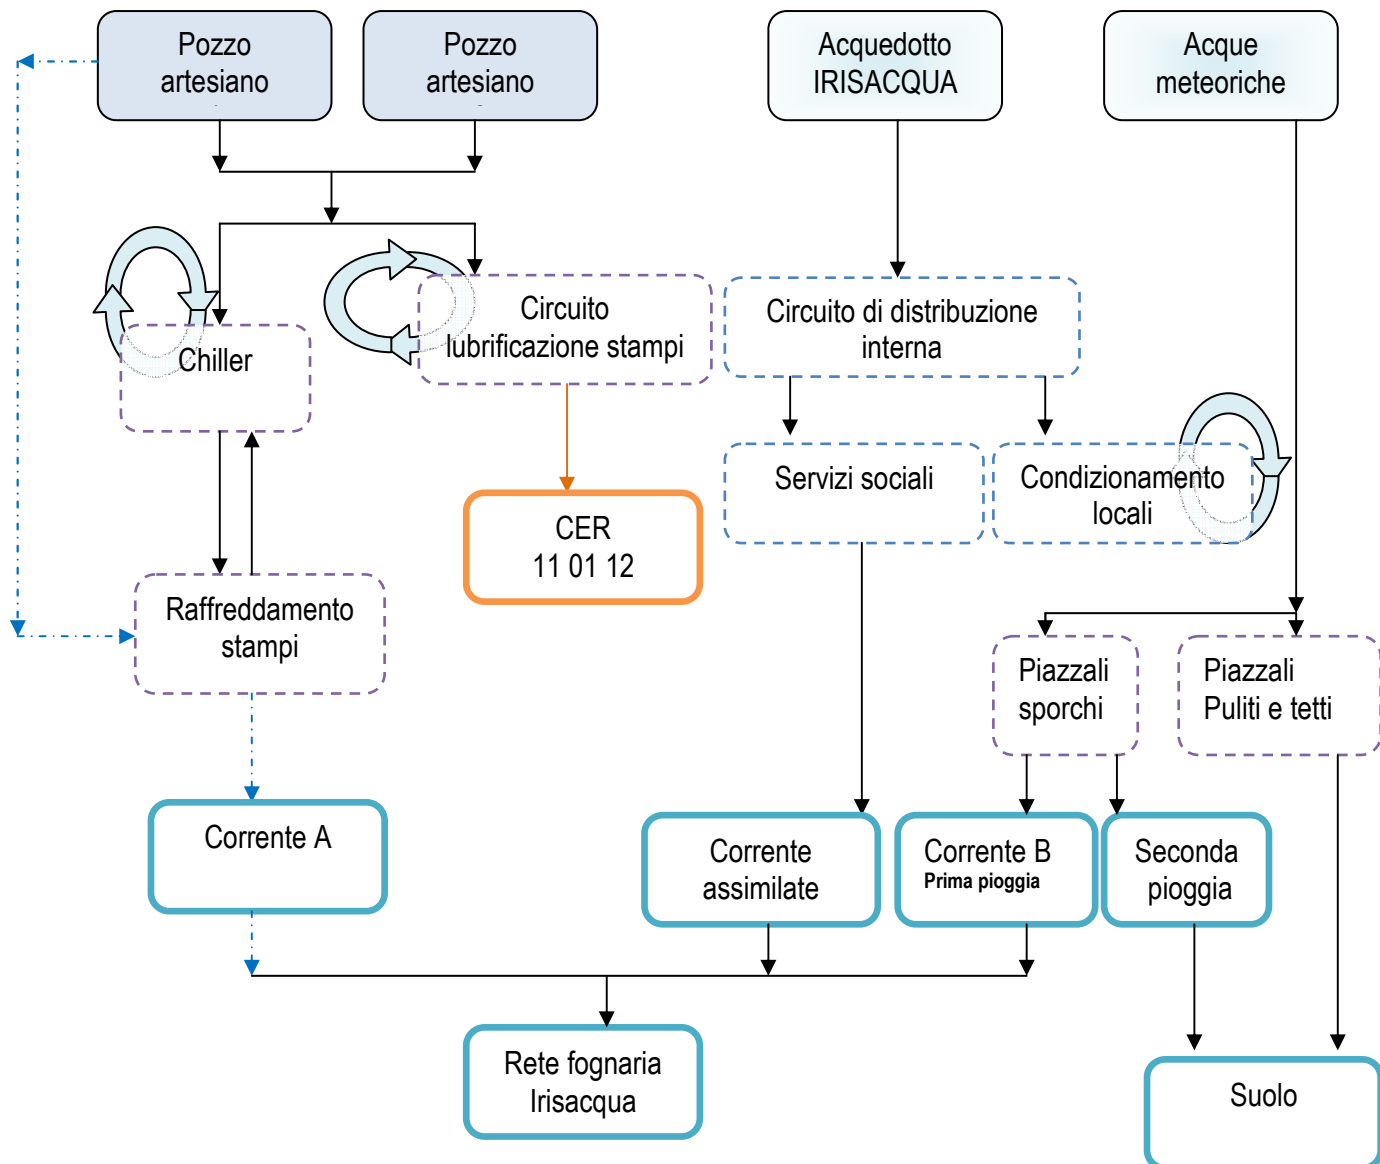 Pozzo
artesiano
Pozzo
artesiano
Acquedotto
IRISACQUA
Acque
meteoriche
Chiller
Circuito
lubrificazione stampi
Circuito di distribuzione
interna
Servizi sociali
Condizionamento
locali
CER
11 01 12
Raffreddamento
stampi
Piazzali
sporchi
Piazzali
Puliti e tetti
Corrente A
Corrente
assimilate
Corrente B
Prima pioggia
Seconda
pioggia
Rete fognaria
Irisacqua
Suolo